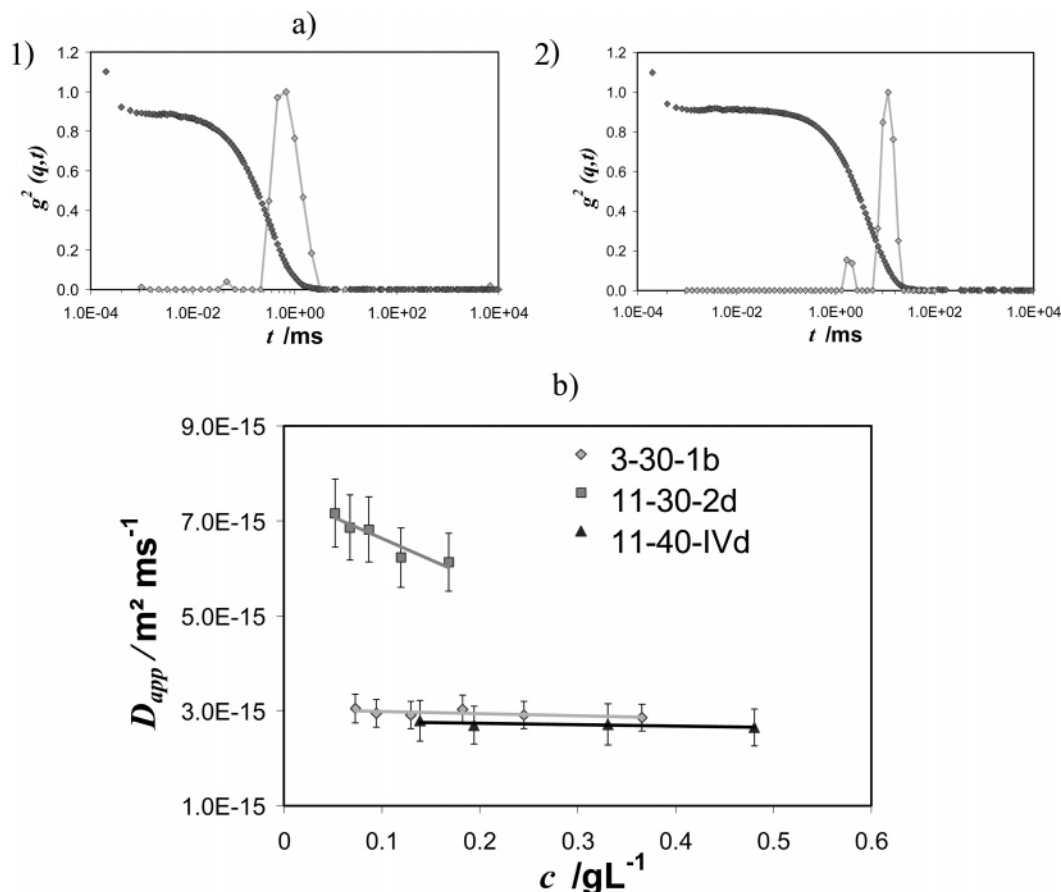 a)
1)
1.2
1.0
0.8
0.6
0.4
0.2
0.0
g² (q,t)
1.0E-04 1.0E-02 1.0E+00 1.0E+02 1.0E+04
t /ms
2)
1.2
1.0
0.8
0.6
0.4
0.2
0.0
g² (q,t)
1.0E-04 1.0E-02 1.0E+00 1.0E+02 1.0E+04
t /ms
b)
9.0E-15
7.0E-15
5.0E-15
3.0E-15
1.0E-15
D_app / m² ms⁻¹
3-30-1b
11-30-2d
11-40-IVd
0 0.1 0.2 0.3 0.4 0.5 0.6
c /gL⁻¹